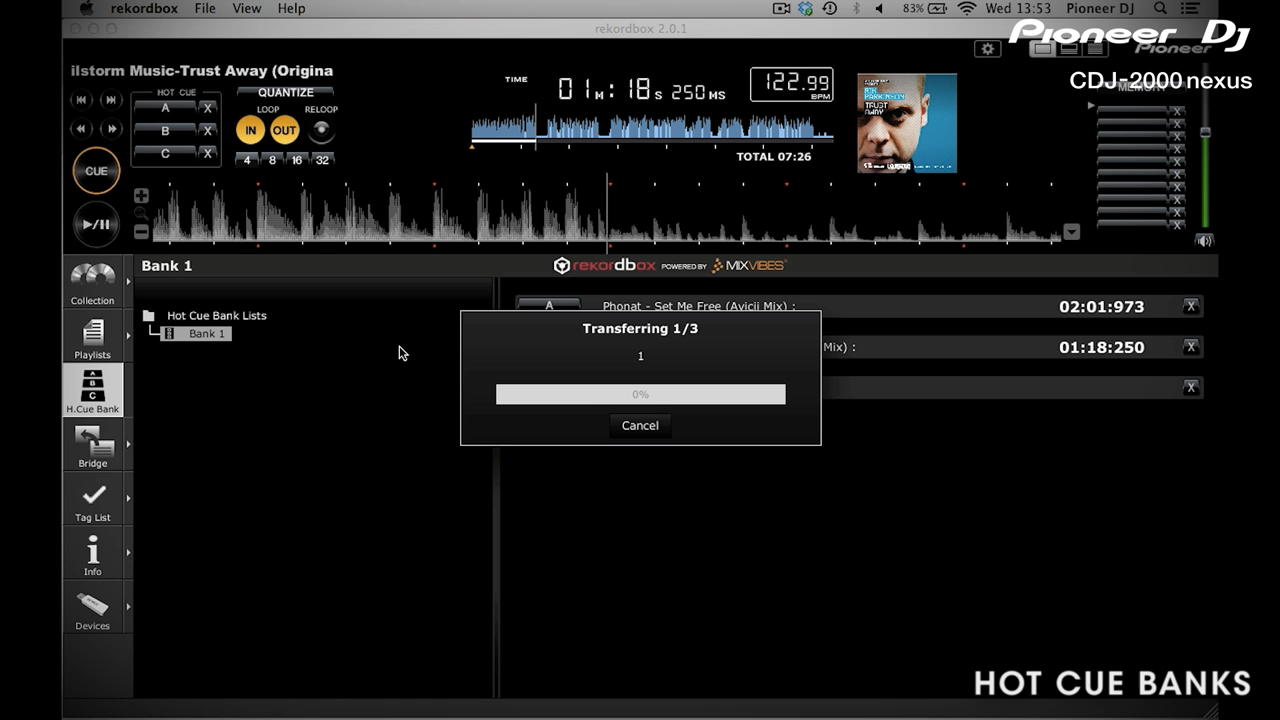 rekordbox File View Help 83% Wed 13:53 Pioneer DJ
rekordbox 2.0.1
Pioneer DJ
Pioneer
CDJ-2000nexus
ilstorm Music-Trust Away (Origina
HOT CUE
QUANTIZE
TIME
01M:18S 250MS
122.99
BPM
MEMORY
A X
B X
C X
LOOP RELOOP
IN OUT
4 8 16 32
CUE
TOTAL 07:26
TRUST
AWAY
Bank 1
rekordbox POWERED BY MIXVIBES
Collection
Playlists
H.Cue Bank
Bridge
Tag List
Info
Devices
Hot Cue Bank Lists
Bank 1
A Phonat - Set Me Free (Avicii Mix) : 02:01:973 X
Mix) : 01:18:250 X
X
Transferring 1/3
1
0%
Cancel
HOT CUE BANKS